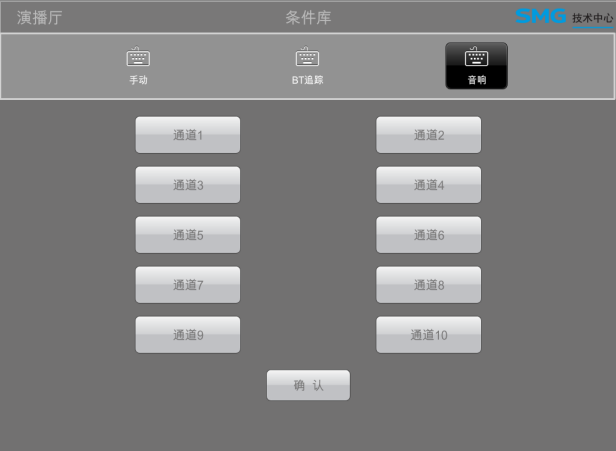 演播厅 条件库 SMG 技术中心
手动 BT追踪 音响
通道1 通道2
通道3 通道4
通道5 通道6
通道7 通道8
通道9 通道10
确 认